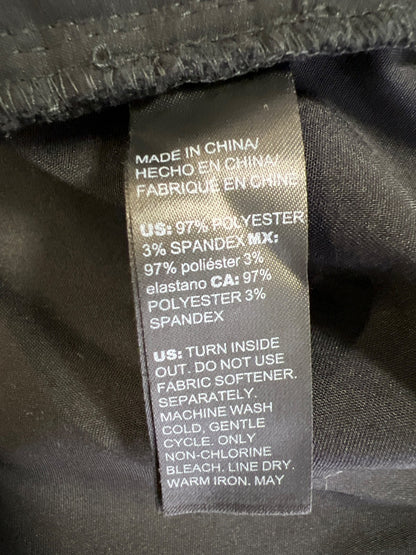 MADE IN CHINA/
HECHO EN CHINA/
FABRIQUE EN CHINE
US: 97% POLYESTER
3% SPANDEX MX:
97% poliéster 3%
elastano CA: 97%
POLYESTER 3%
SPANDEX
US: TURN INSIDE
OUT. DO NOT USE
FABRIC SOFTENER.
SEPARATELY.
MACHINE WASH
COLD, GENTLE
CYCLE. ONLY
NON-CHLORINE
BLEACH. LINE DRY.
WARM IRON. MAY